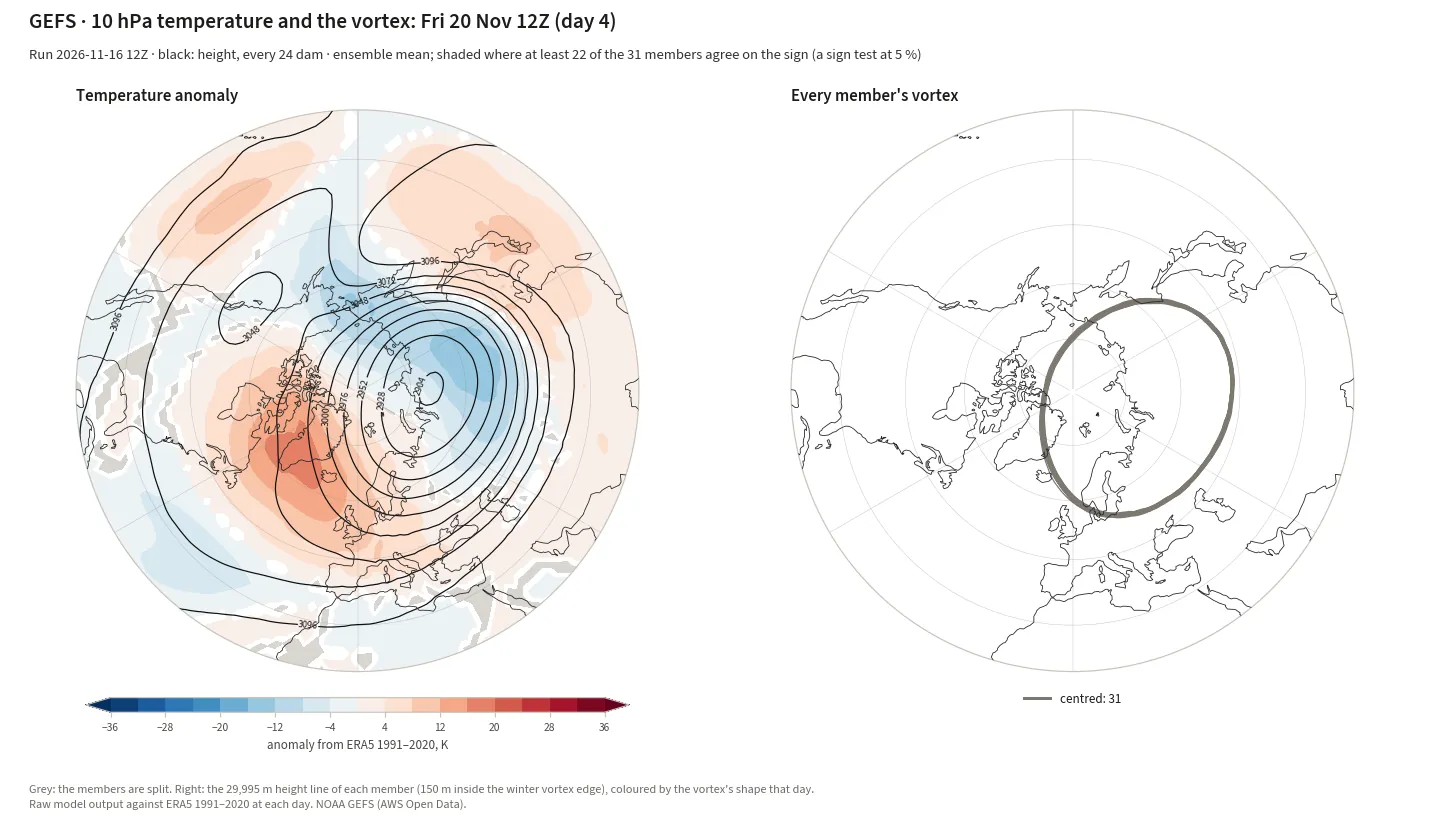 GEFS · 10 hPa temperature and the vortex: Fri 20 Nov 12Z (day 4)
Run 2026-11-16 12Z · black: height, every 24 dam · ensemble mean; shaded where at least 22 of the 31 members agree on the sign (a sign test at 5 %)
Temperature anomaly
Every member's vortex
3096
3072
3048
3096
3048
2952
2976
3000
2928
2904
3096
centred: 31
−36 −28 −20 −12 −4 4 12 20 28 36
anomaly from ERA5 1991–2020, K
Grey: the members are split. Right: the 29,995 m height line of each member (150 m inside the winter vortex edge), coloured by the vortex's shape that day.
Raw model output against ERA5 1991–2020 at each day. NOAA GEFS (AWS Open Data).